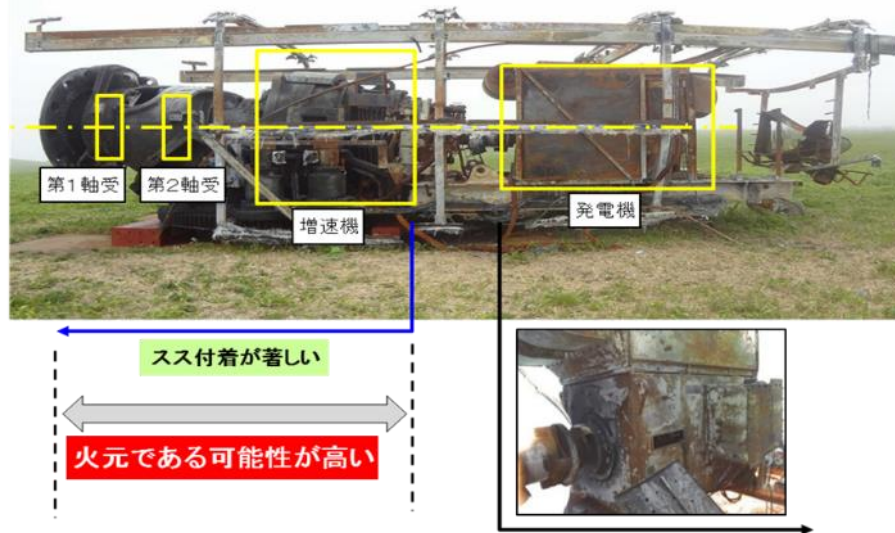 第1軸受
第2軸受
増速機
発電機
スス付着が著しい
火元である可能性が高い